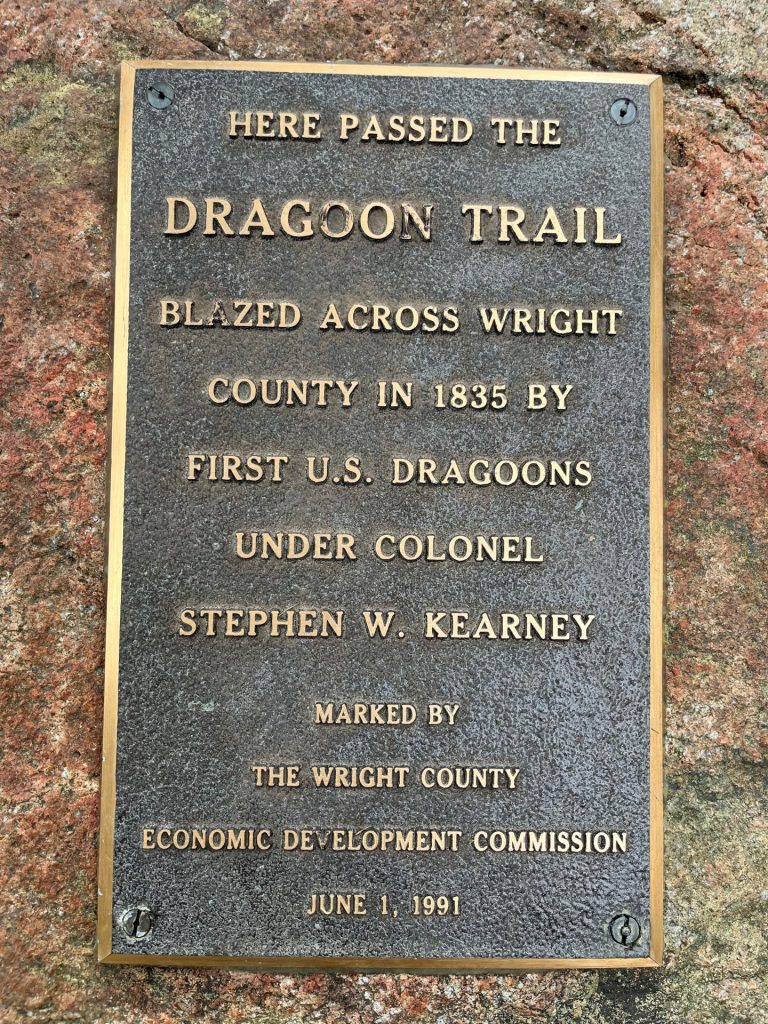 HERE PASSED THE
DRAGOON TRAIL
BLAZED ACROSS WRIGHT
COUNTY IN 1835 BY
FIRST U.S. DRAGOONS
UNDER COLONEL
STEPHEN W. KEARNEY
MARKED BY
THE WRIGHT COUNTY
ECONOMIC DEVELOPMENT COMMISSION
JUNE 1, 1991